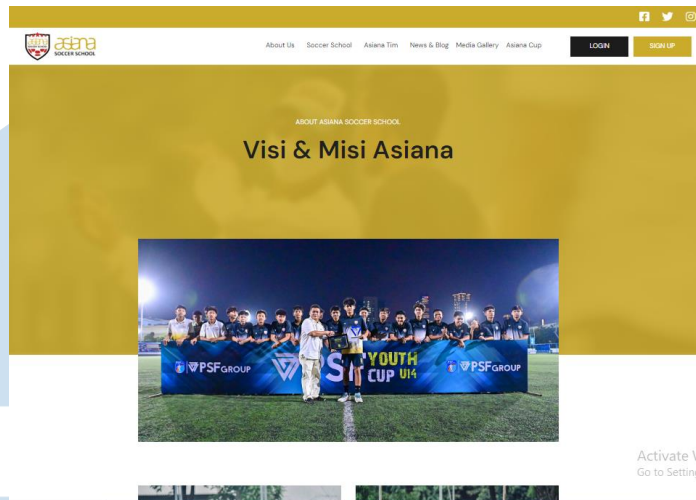 asiana
SOCCER SCHOOL
About Us
Soccer School
Asiana Tim
News & Blog
Media Gallery
Asiana Cup
LOGIN
SIGN UP
ABOUT ASIANA SOCCER SCHOOL
Visi & Misi Asiana
PSFGROUP
YOUTH
CUP U14
PSFGROUP
Activate
Go to Settin